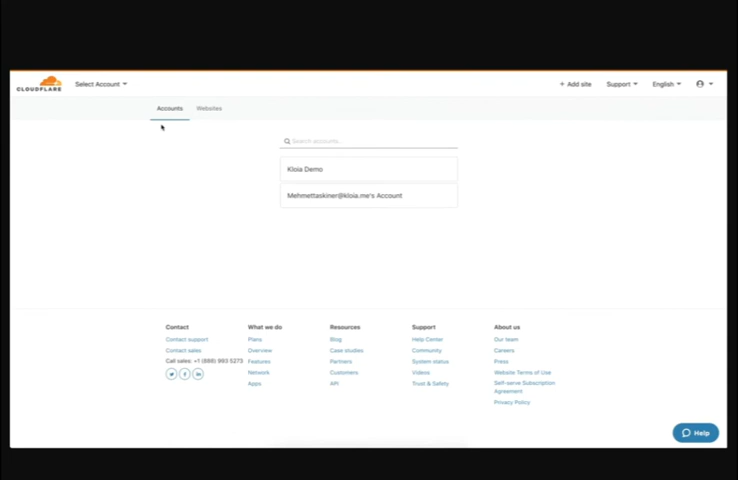 CLOUDFLARE
Select Account
+ Add site
Support
English
Accounts
Websites
Search accounts...
Kloia Demo
Mehmettaskiner@kloia.me's Account
Contact
Contact support
Contact sales
Call sales: +1 (888) 993 5273
What we do
Plans
Overview
Features
Network
Apps
Resources
Blog
Case studies
Partners
Customers
API
Support
Help Center
Community
System status
Videos
Trust & Safety
About us
Our team
Careers
Press
Website Terms of Use
Self-serve Subscription
Agreement
Privacy Policy
Help